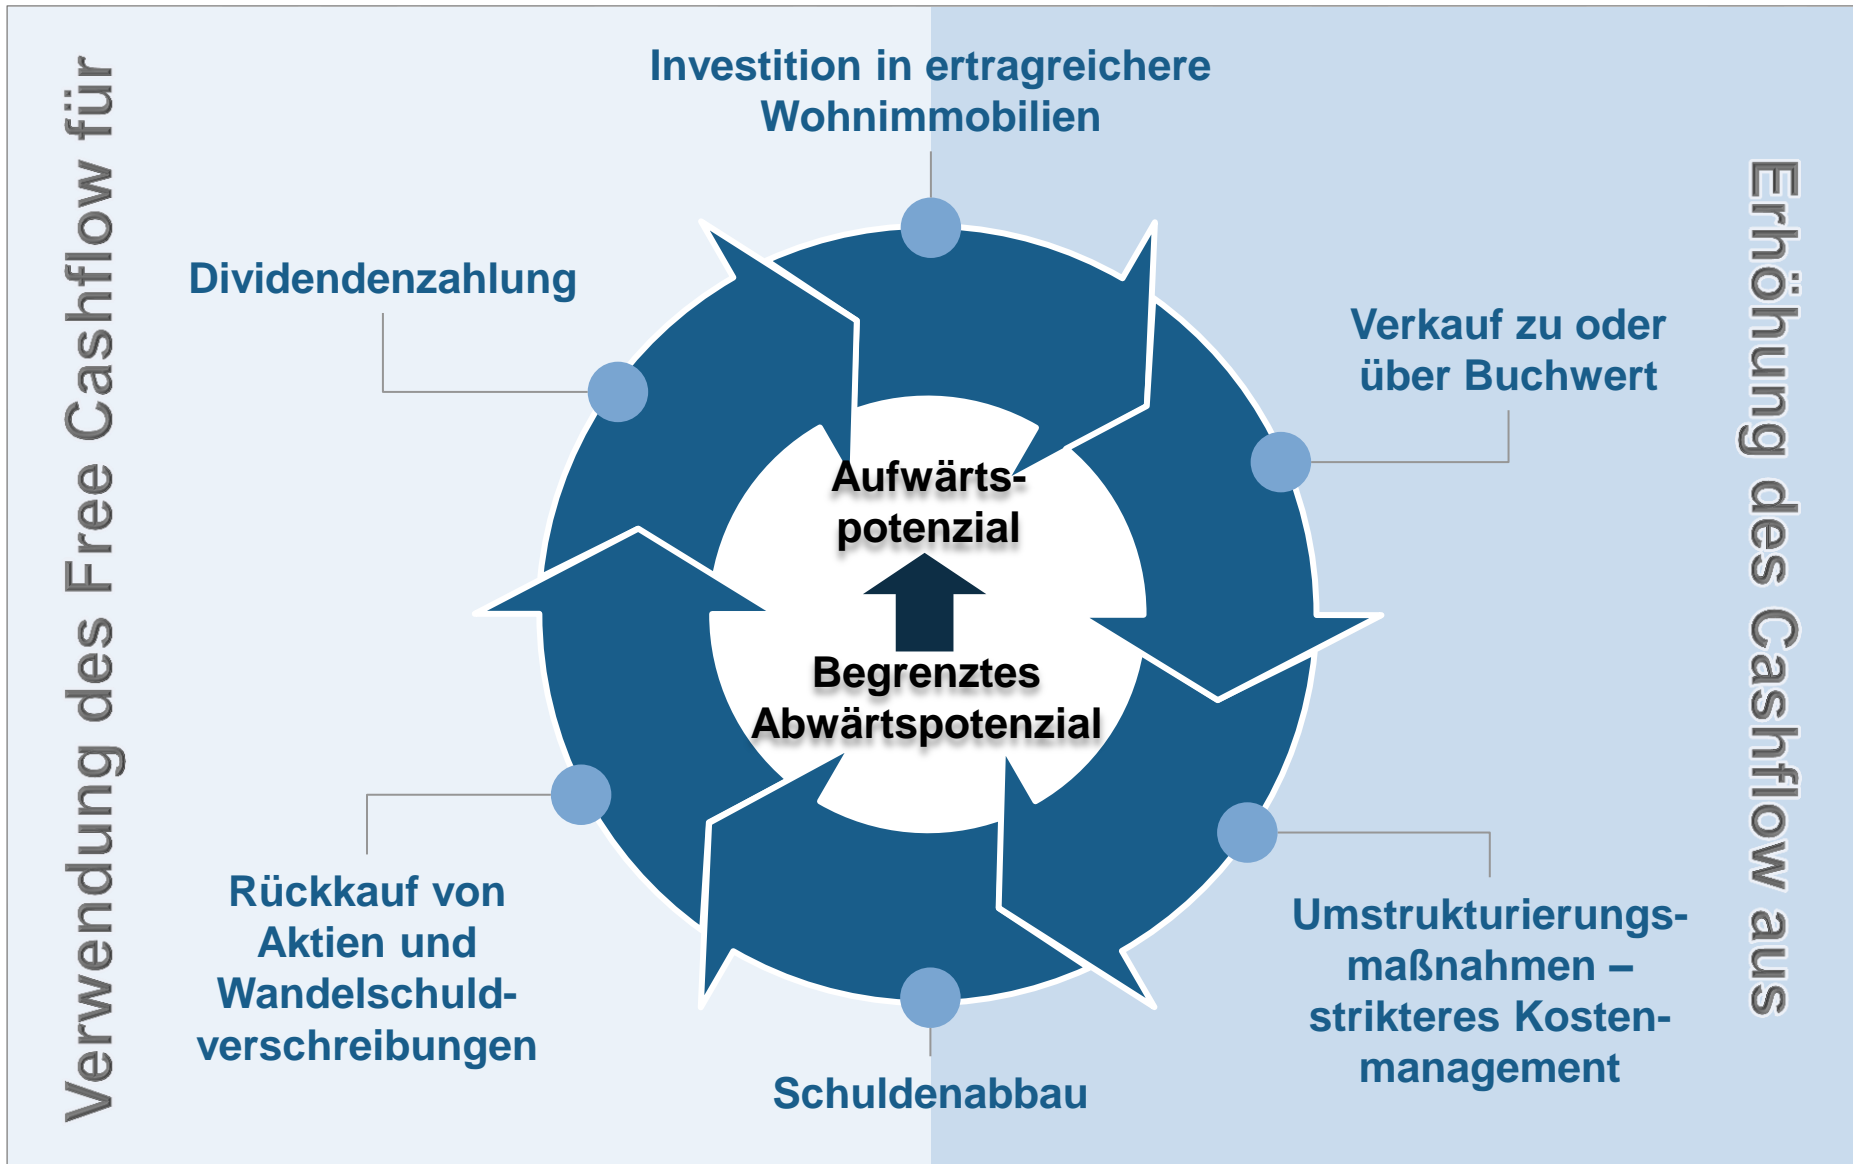 Verwendung des Free Cashflow für
Investition in ertragreichere
Wohnimmobilien
Dividendenzahlung
Verkauf zu oder
über Buchwert
Aufwärts-
potenzial
Begrenztes
Abwärtspotenzial
Rückkauf von
Aktien und
Wandelschuld-
verschreibungen
Umstrukturierungs-
maßnahmen –
strikteres Kosten-
management
Schuldenabbau
Erhöhung des Cashflow aus